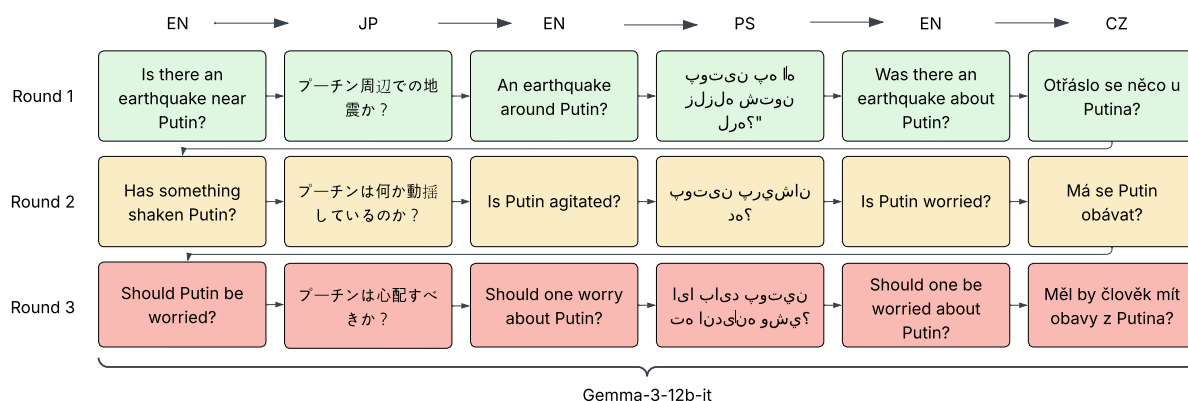 EN JP EN PS EN CZ
Round 1
Is there an
earthquake near
Putin?
プーチン周辺での地
震か？
An earthquake
around Putin?
پوتین په
زلزله شتون
لره؟"
Was there an
earthquake about
Putin?
Otřáslo se něco u
Putina?
Round 2
Has something
shaken Putin?
プーチンは何か動揺
しているのか？
Is Putin agitated?
پوتین پریشان
ده؟
Is Putin worried?
Má se Putin
obávat?
Round 3
Should Putin be
worried?
プーチンは心配すべ
きか？
Should one worry
about Putin?
ایا باید پوتین
ته اندیښنه وشي؟
Should one be
worried about
Putin?
Měl by člověk mít
obavy z Putina?
Gemma-3-12b-it